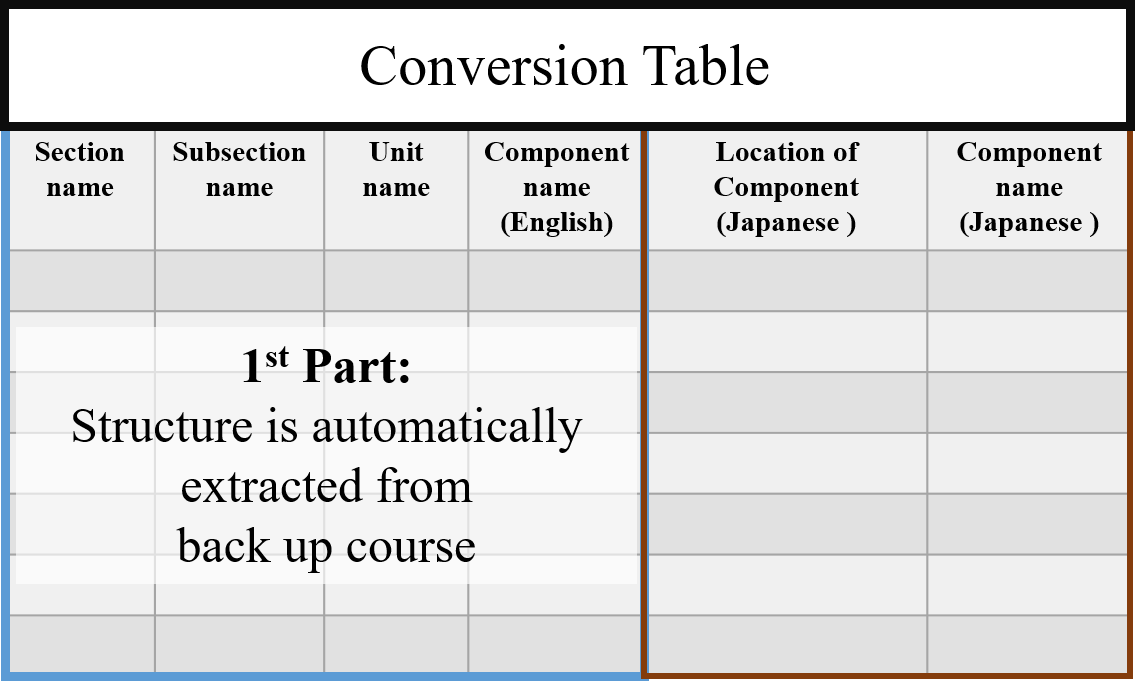 Conversion Table
Section name
Subsection name
Unit name
Component name (English)
Location of Component (Japanese )
Component name (Japanese )
1st Part:
Structure is automatically
extracted from
back up course